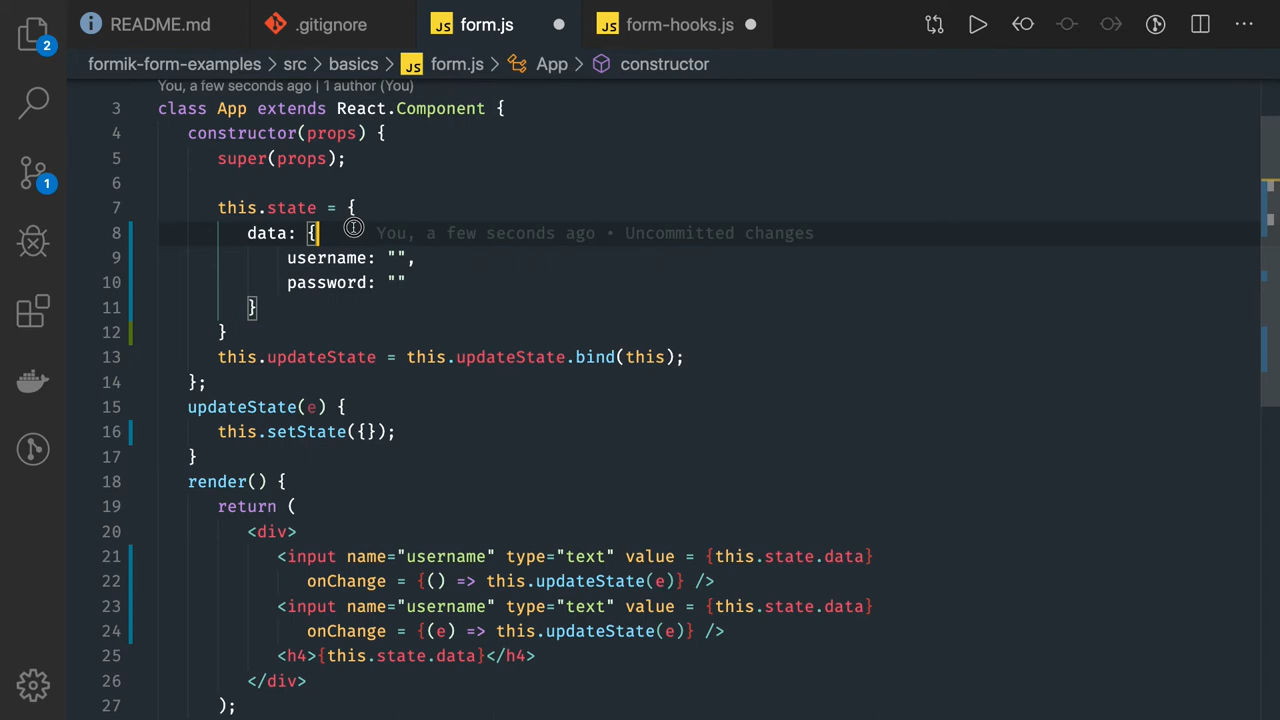 README.md .gitignore JS form.js JS form-hooks.js
formik-form-examples > src > basics > JS form.js > App > constructor
You, a few seconds ago | 1 author (You)
3 class App extends React.Component {
4 constructor(props) {
5 super(props);
6
7 this.state = {
8 data: { You, a few seconds ago • Uncommitted changes
9 username: "",
10 password: ""
11 }
12 }
13 this.updateState = this.updateState.bind(this);
14 };
15 updateState(e) {
16 this.setState({});
17 }
18 render() {
19 return (
20 <div>
21 <input name="username" type="text" value = {this.state.data}
22 onChange = {() => this.updateState(e)} />
23 <input name="username" type="text" value = {this.state.data}
24 onChange = {(e) => this.updateState(e)} />
25 <h4>{this.state.data}</h4>
26 </div>
27 );
2
1